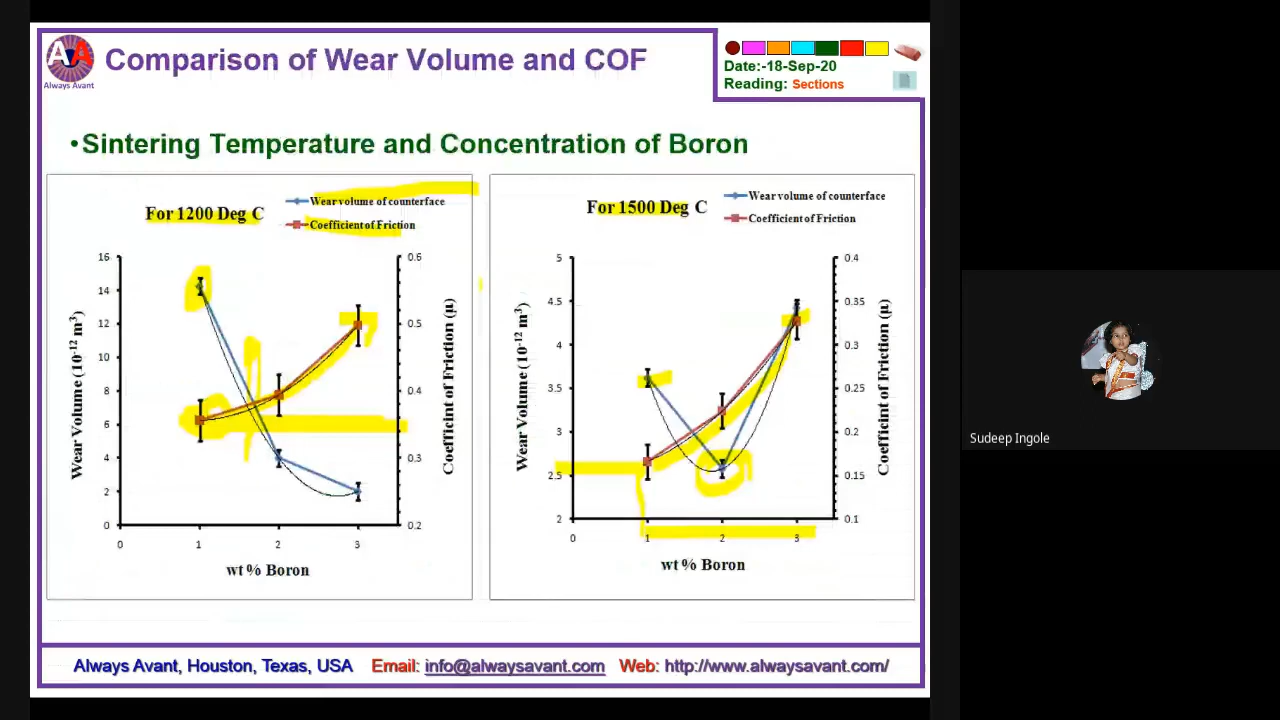 AVA
Always Avant
Comparison of Wear Volume and COF
Date:-18-Sep-20
Reading: Sections
•Sintering Temperature and Concentration of Boron
For 1200 Deg C
Wear volume of counterface
Coefficient of Friction
16
14
12
10
8
6
4
2
0
0.6
0.5
0.4
0.3
0.2
0 1 2 3
Wear Volume (10-12 m3)
Coefficint of Friction (µ)
wt % Boron
For 1500 Deg C
Wear volume of counterface
Coefficient of Friction
5
4.5
4
3.5
3
2.5
2
0.4
0.35
0.3
0.25
0.2
0.15
0.1
0 1 2 3
Wear Volume (10-12 m3)
Coefficint of Friction (µ)
wt % Boron
Always Avant, Houston, Texas, USA Email: info@alwaysavant.com Web: http://www.alwaysavant.com/
Sudeep Ingole